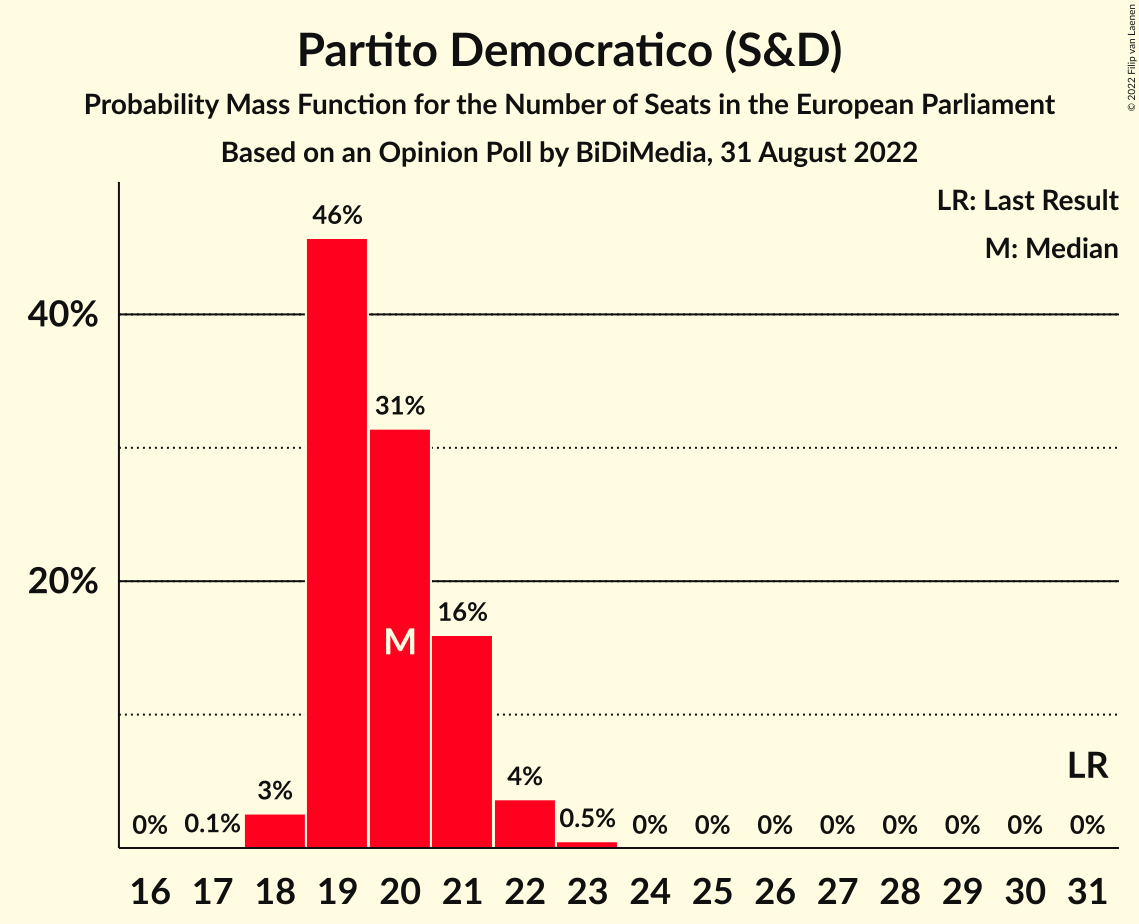 Partito Democratico (S&D)
Probability Mass Function for the Number of Seats in the European Parliament
Based on an Opinion Poll by BiDiMedia, 31 August 2022
© 2022 Filip van Laenen
LR: Last Result
M: Median
40%
20%
0%
0.1%
3%
46%
31%
16%
4%
0.5%
0%
0%
0%
0%
0%
0%
0%
0%
M
LR
16 17 18 19 20 21 22 23 24 25 26 27 28 29 30 31